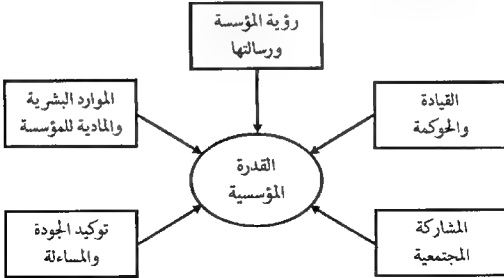 رؤية المؤسسة
ورسالتها
القيادة
والحوكمة
الموارد البشرية
والمادية للمؤسسة
القدرة
المؤسسية
المشاركة
المجتمعية
توكيد الجودة
والمساءلة